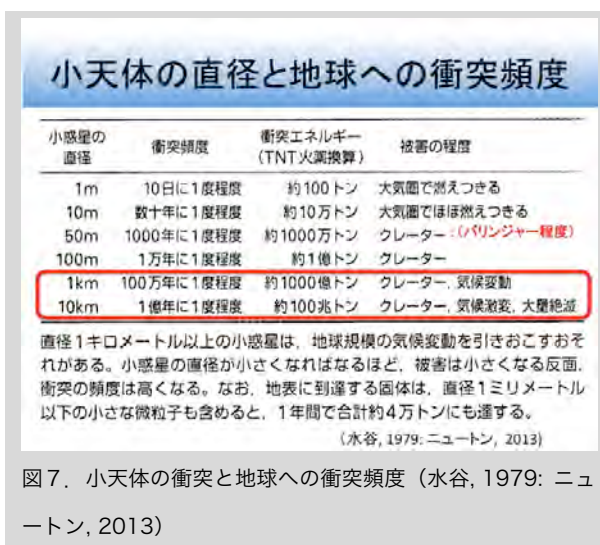 小天体の直径と地球への衝突頻度
小惑星の直径 衝突頻度 衝突エネルギー(TNT火薬換算) 被害の程度
1m 10日に1度程度 約100トン 大気圏で燃えつきる
10m 数十年に1度程度 約10万トン 大気圏でほぼ燃えつきる
50m 1000年に1度程度 約1000万トン クレーター:(バリンジャー程度)
100m 1万年に1度程度 約1億トン クレーター
1km 100万年に1度程度 約1000億トン クレーター, 気候変動
10km 1億年に1度程度 約100兆トン クレーター, 気候激変, 大量絶滅
直径1キロメートル以上の小惑星は,地球規模の気候変動を引きおこすおそ
れがある。小惑星の直径が小さくなればなるほど,被害は小さくなる反面,
衝突の頻度は高くなる。なお,地表に到達する固体は,直径1ミリメートル
以下の小さな微粒子も含めると,1年間で合計約4万トンにも達する。
(水谷, 1979: ニュートン, 2013)
図7.小天体の衝突と地球への衝突頻度(水谷, 1979: ニュ
ートン, 2013)